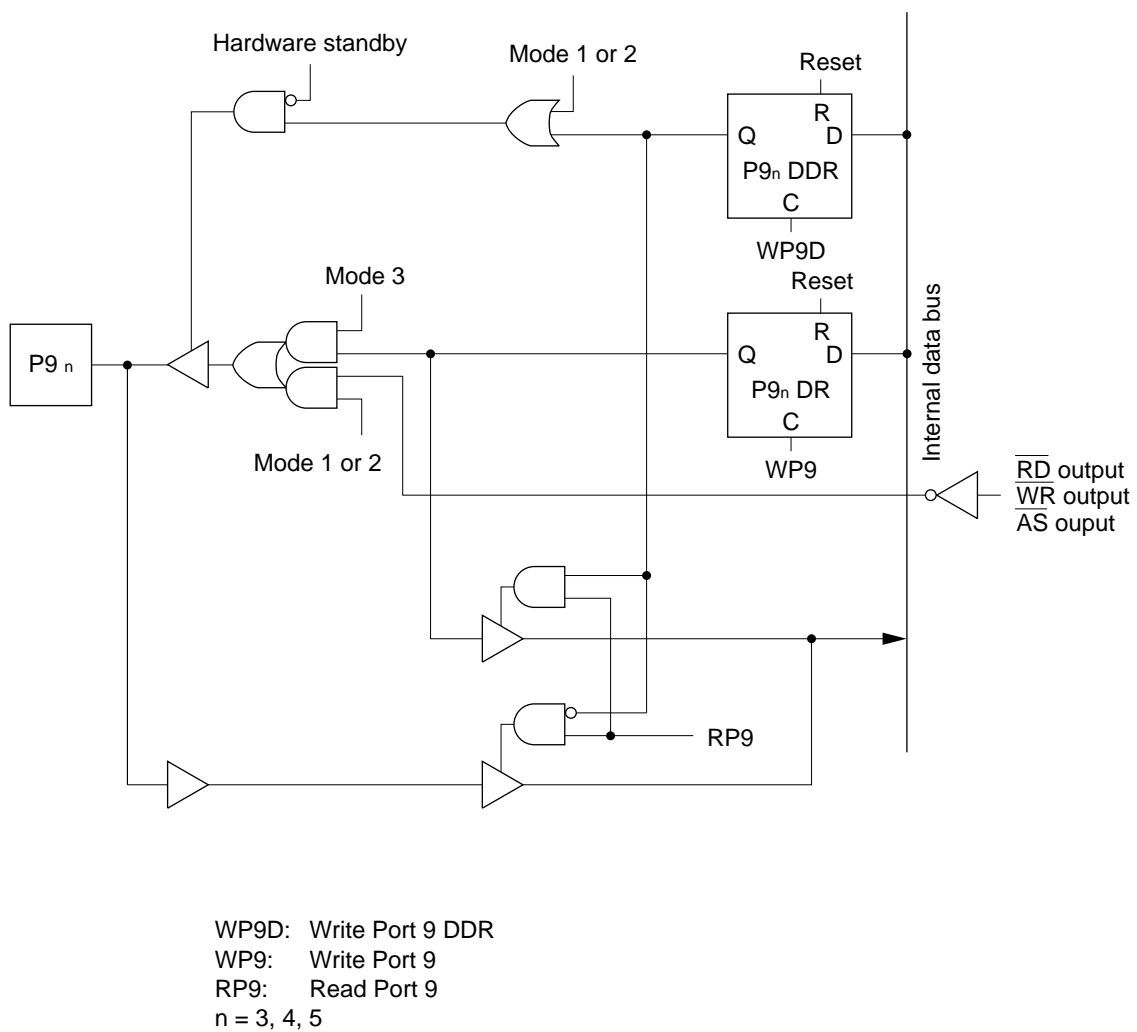 Hardware standby
Mode 1 or 2
Reset
R
Q
D
P9n DDR
C
WP9D
Mode 3
Reset
R
Q
D
P9n DR
C
WP9
P9 n
Mode 1 or 2
Internal data bus
RD output
WR output
AS ouput
RP9
WP9D: Write Port 9 DDR
WP9: Write Port 9
RP9: Read Port 9
n = 3, 4, 5